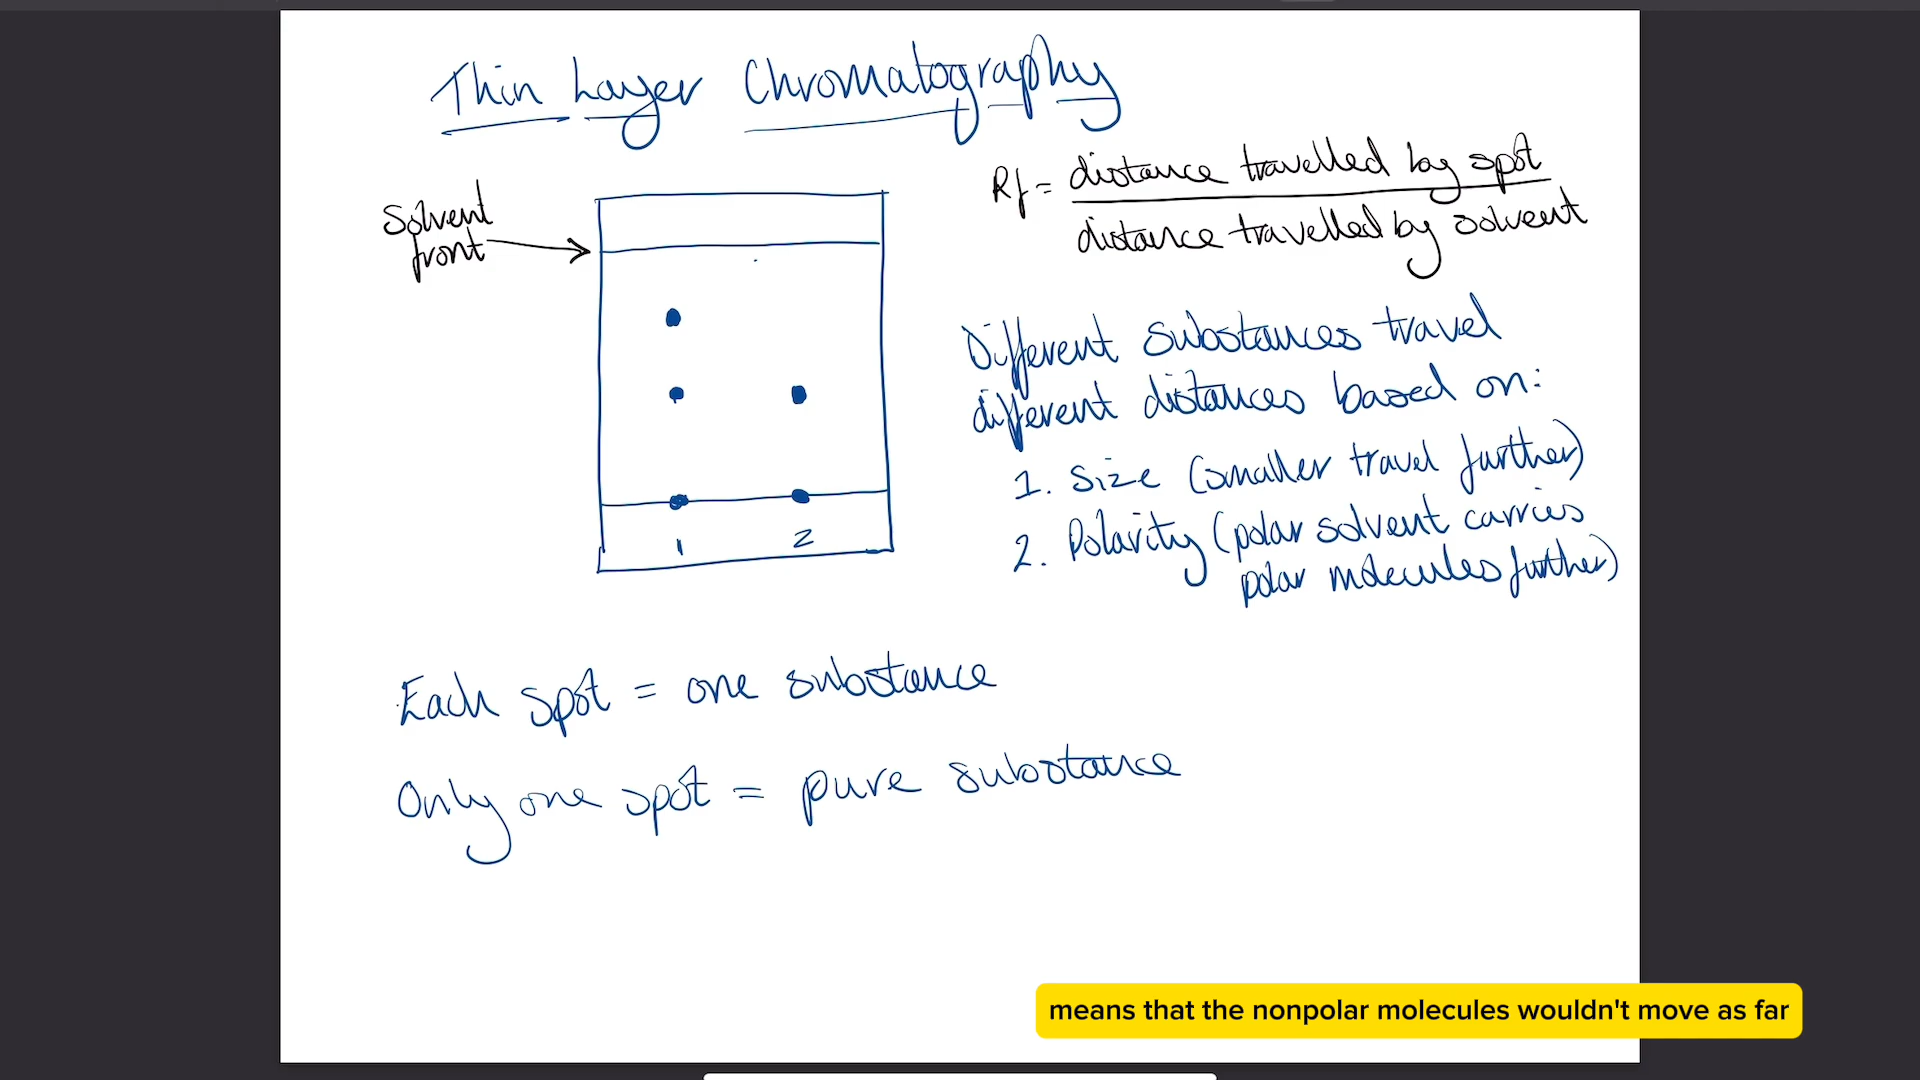 Thin Layer Chromatography
Solvent
front
Rf = distance travelled by spot
distance travelled by solvent
Different substances travel
different distances based on:
1. Size (smaller travel further)
2. Polarity (polar solvent carries
polar molecules further)
1 2
Each spot = one substance
Only one spot = pure substance
means that the nonpolar molecules wouldn't move as far